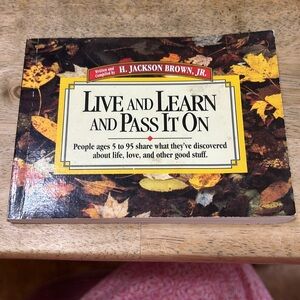 Written and
Compiled by H. JACKSON BROWN, JR.
LIVE AND LEARN
AND PASS IT ON
People ages 5 to 95 share what they've discovered
about life, love, and other good stuff.